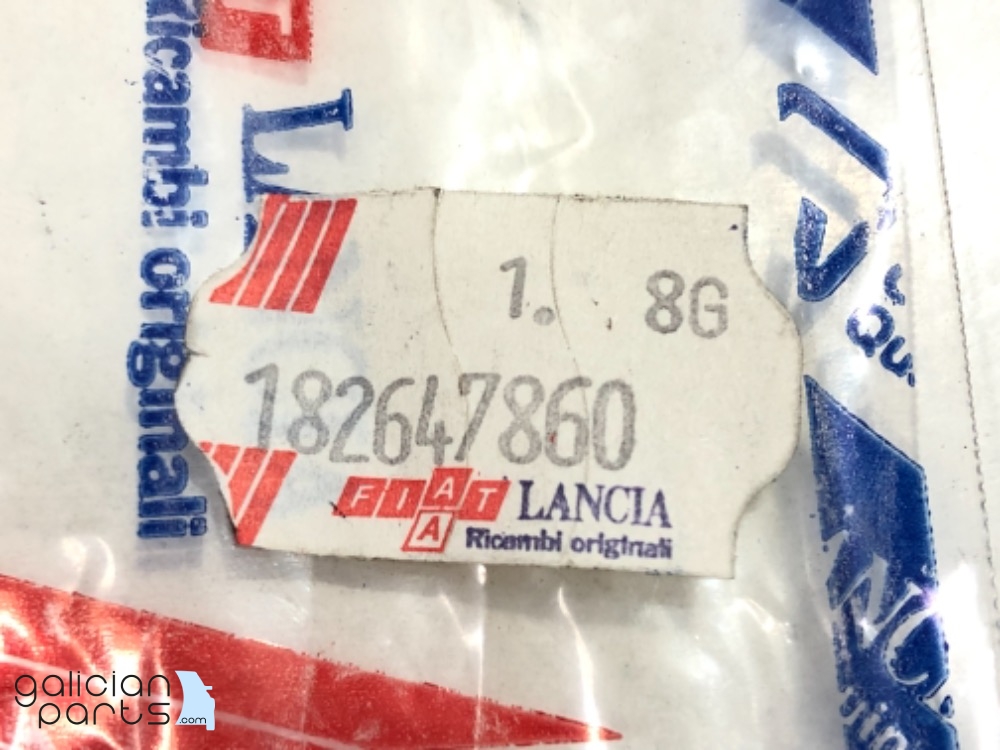 Ricambi originali
1. 8G
182647860
FIAT LANCIA
A
Ricambi originali
galician
parts.com